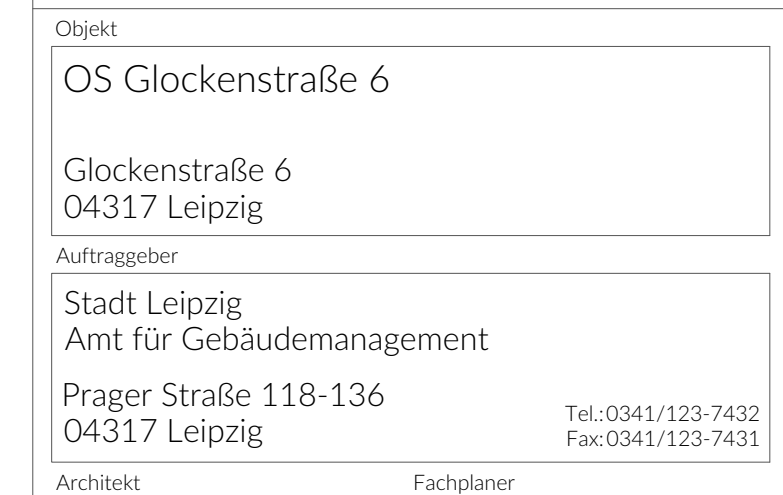 Objekt
OS Glockenstraße 6
Glockenstraße 6
04317 Leipzig
Auftraggeber
Stadt Leipzig
Amt für Gebäudemanagement
Prager Straße 118-136
04317 Leipzig
Tel.:0341/123-7432
Fax:0341/123-7431
Architekt Fachplaner